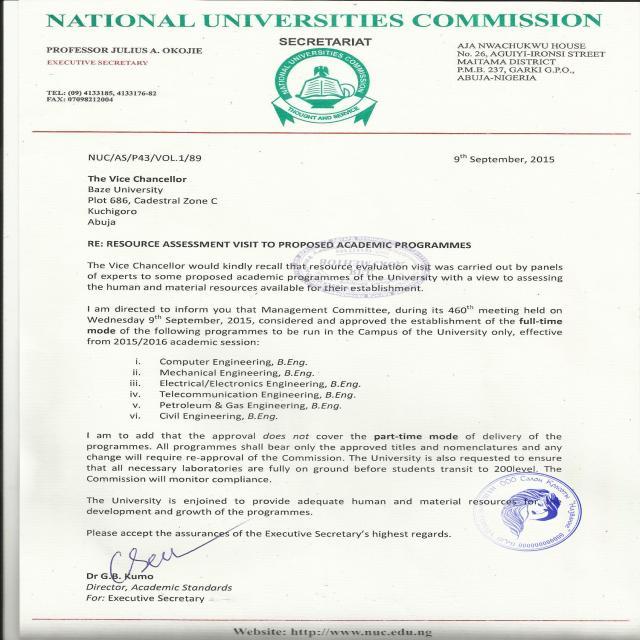 NATIONAL UNIVERSITIES COMMISSION
SECRETARIAT
PROFESSOR JULIUS A. OKOJIE
EXECUTIVE SECRETARY
TEL: (09) 4133185, 4133176-82
FAX: 07098212004
NATIONAL UNIVERSITIES COMMISSION
THOUGHT AND SERVICE
AJA NWACHUKWU HOUSE
No. 26, AGUIYI-IRONSI STREET
MAITAMA DISTRICT
P.M.B. 237, GARKI G.P.O.,
ABUJA-NIGERIA
NUC/AS/P43/VOL.1/89
9th September, 2015
The Vice Chancellor
Baze University
Plot 686, Cadestral Zone C
Kuchigoro
Abuja
RE: RESOURCE ASSESSMENT VISIT TO PROPOSED ACADEMIC PROGRAMMES
The Vice Chancellor would kindly recall that resource evaluation visit was carried out by panels
of experts to some proposed academic programmes of the University with a view to assessing
the human and material resources available for their establishment.
I am directed to inform you that Management Committee, during its 460th meeting held on
Wednesday 9th September, 2015, considered and approved the establishment of the full-time
mode of the following programmes to be run in the Campus of the University only, effective
from 2015/2016 academic session:
i. Computer Engineering, B.Eng.
ii. Mechanical Engineering, B.Eng.
iii. Electrical/Electronics Engineering, B.Eng.
iv. Telecommunication Engineering, B.Eng.
v. Petroleum & Gas Engineering, B.Eng.
vi. Civil Engineering, B.Eng.
I am to add that the approval does not cover the part-time mode of delivery of the
programmes. All programmes shall bear only the approved titles and nomenclatures and any
change will require re-approval of the Commission. The University is also requested to ensure
that all necessary laboratories are fully on ground before students transit to 200level. The
Commission will monitor compliance.
The University is enjoined to provide adequate human and material resources for
development and growth of the programmes.
Please accept the assurances of the Executive Secretary's highest regards.
Dr G.B. Kumo
Director, Academic Standards
For: Executive Secretary
ООО Салон Красоты
Website: http://www.nuc.edu.ng